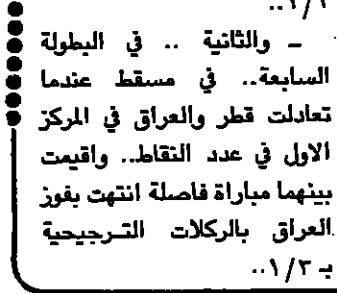 ١/٢..
– والثانية .. في البطولة
السابعة.. في مسقط عندما
تعادلت قطر والعراق في المركز
الاول في عدد النقاط.. واقيمت
بينهما مباراة فاصلة انتهت بفوز
العراق بالركلات الترجيحية
بـ ١/٣..